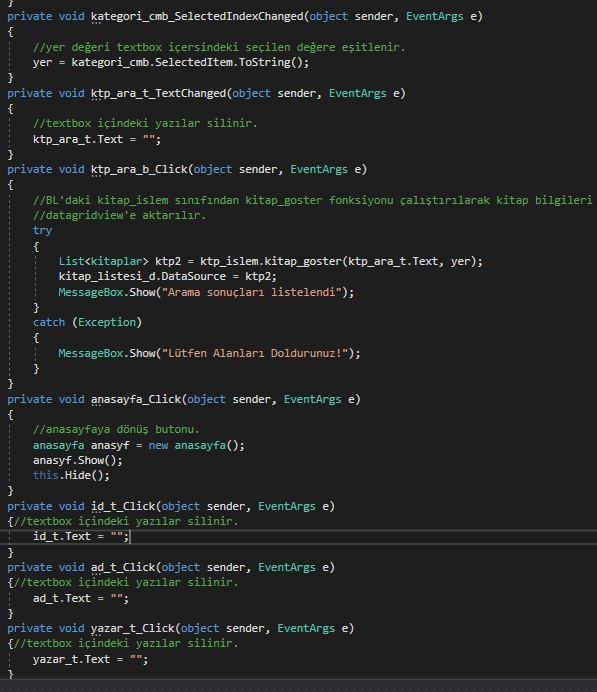 }
private void kategori_cmb_SelectedIndexChanged(object sender, EventArgs e)
{
//yer değeri textbox içersindeki seçilen değere eşitlenir.
yer = kategori_cmb.SelectedItem.ToString();
}
private void ktp_ara_t_TextChanged(object sender, EventArgs e)
{
//textbox içindeki yazılar silinir.
ktp_ara_t.Text = "";
}
private void ktp_ara_b_Click(object sender, EventArgs e)
{
//BL'daki kitap_islem sınıfından kitap_goster fonksiyonu çalıştırılarak kitap bilgileri
//datagridview'e aktarılır.
try
{
List<kitaplar> ktp2 = ktp_islem.kitap_goster(ktp_ara_t.Text, yer);
kitap_listesi_d.DataSource = ktp2;
MessageBox.Show("Arama sonuçları listelendi");
}
catch (Exception)
{
MessageBox.Show("Lütfen Alanları Doldurunuz!");
}
}
private void anasayfa_Click(object sender, EventArgs e)
{
//anasayfaya dönüş butonu.
anasayfa anasyf = new anasayfa();
anasyf.Show();
this.Hide();
}
private void id_t_Click(object sender, EventArgs e)
{//textbox içindeki yazılar silinir.
id_t.Text = "";
}
private void ad_t_Click(object sender, EventArgs e)
{//textbox içindeki yazılar silinir.
ad_t.Text = "";
}
private void yazar_t_Click(object sender, EventArgs e)
{//textbox içindeki yazılar silinir.
yazar_t.Text = "";
}